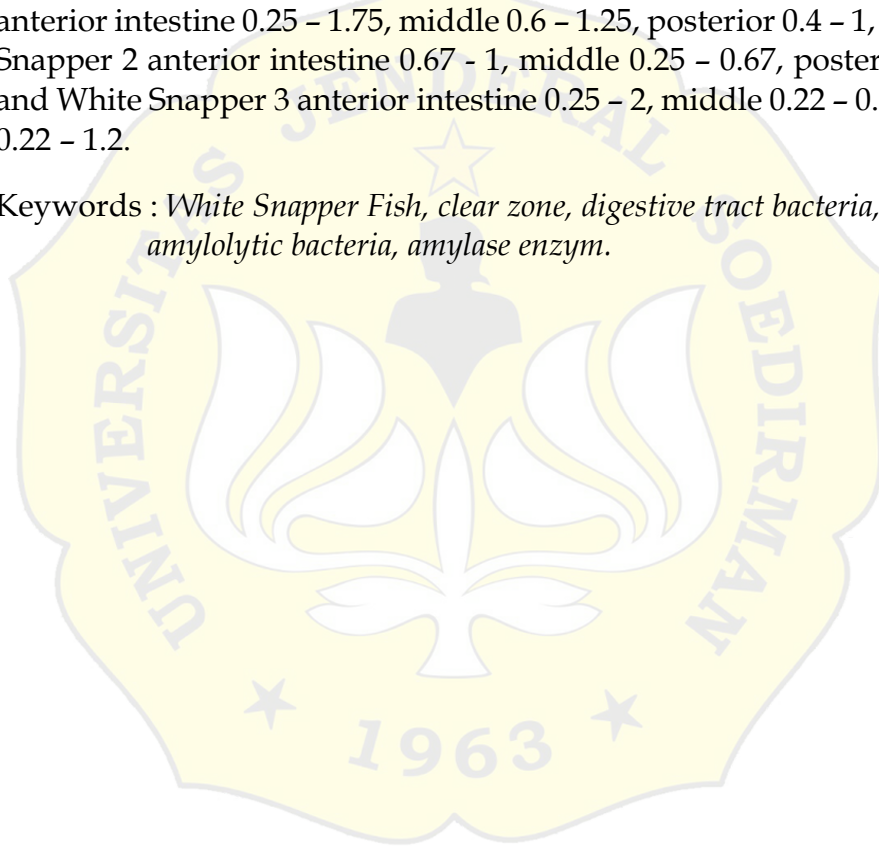 anterior intestine 0.25 – 1.75, middle 0.6 – 1.25, posterior 0.4 – 1,
Snapper 2 anterior intestine 0.67 - 1, middle 0.25 – 0.67,
and White Snapper 3 anterior intestine 0.25 – 2, middle 0.22 –
0.22 – 1.2.
Keywords : White Snapper Fish, clear zone, digestive tract bacteria,
amylolytic bacteria, amylase enzym.
UNIVERSITAS JENDERAL SOEDIRMAN
1963